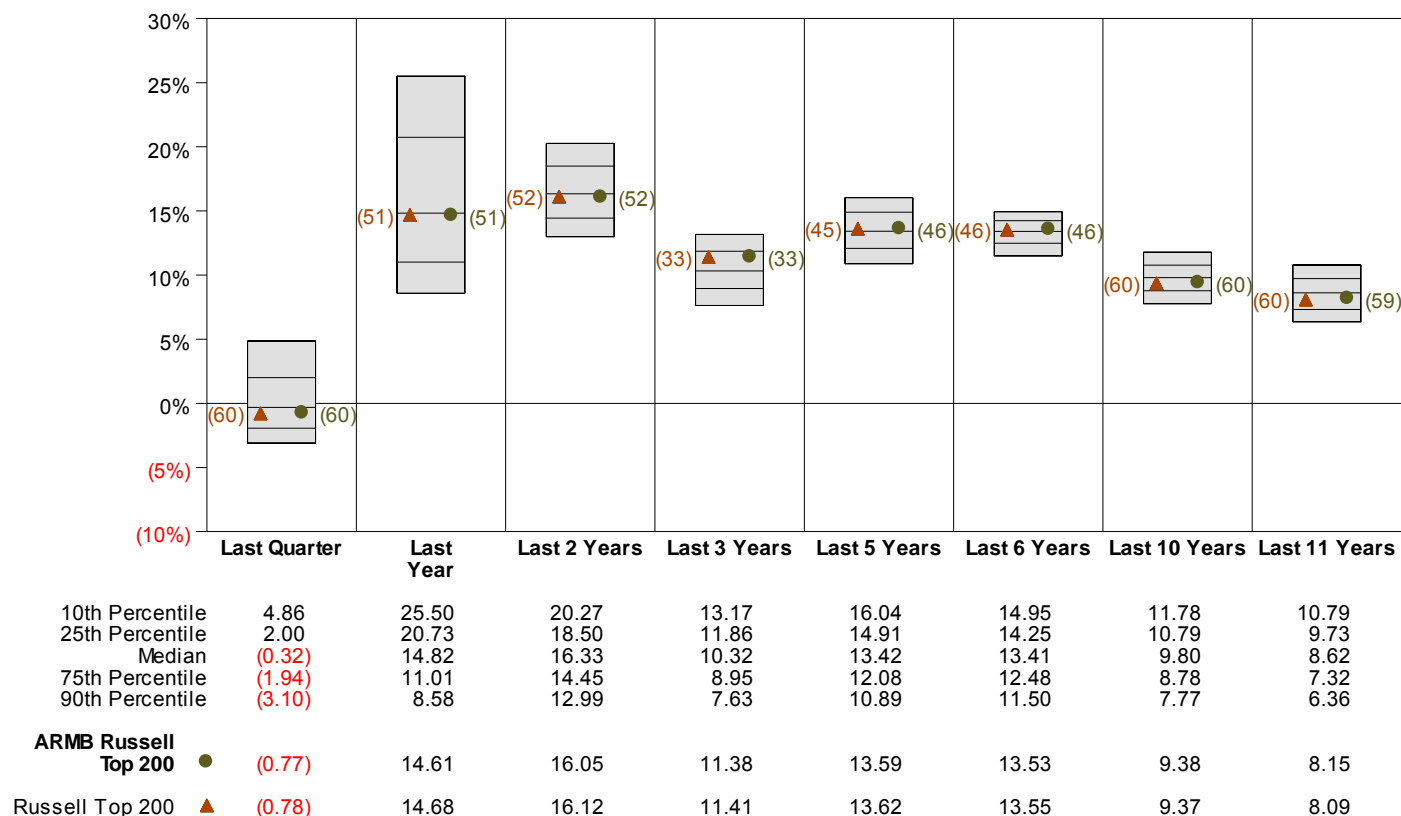 30%
25%
20%
15%
10%
5%
0%
(5%)
(10%)
(60) (60)
(51) (51)
(52) (52)
(33) (33)
(45) (46)
(46) (46)
(60) (60)
(60) (59)
Last Quarter Last Year Last 2 Years Last 3 Years Last 5 Years Last 6 Years Last 10 Years Last 11 Years
10th Percentile 4.86 25.50 20.27 13.17 16.04 14.95 11.78 10.79
25th Percentile 2.00 20.73 18.50 11.86 14.91 14.25 10.79 9.73
Median (0.32) 14.82 16.33 10.32 13.42 13.41 9.80 8.62
75th Percentile (1.94) 11.01 14.45 8.95 12.08 12.48 8.78 7.32
90th Percentile (3.10) 8.58 12.99 7.63 10.89 11.50 7.77 6.36
ARMB Russell
Top 200 (0.77) 14.61 16.05 11.38 13.59 13.53 9.38 8.15
Russell Top 200 (0.78) 14.68 16.12 11.41 13.62 13.55 9.37 8.09